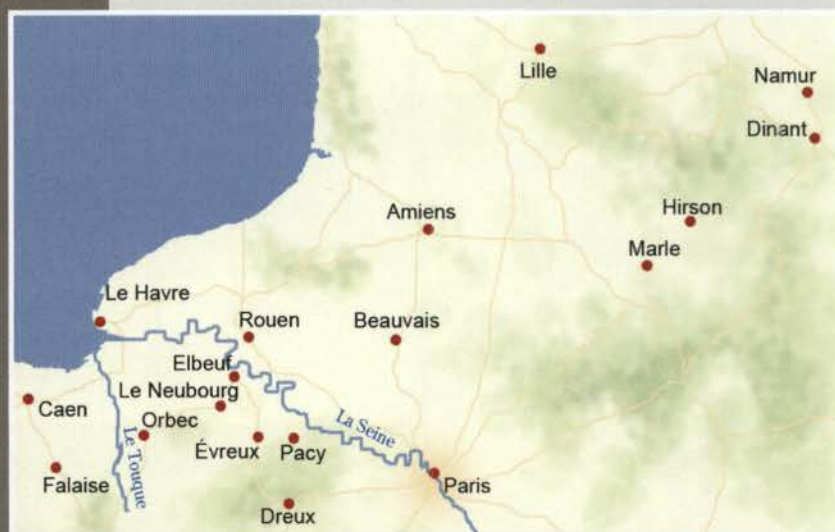 Lille
Namur
Dinant
Amiens
Hirson
Marle
Le Havre
Rouen
Beauvais
Elbeuf
Le Neubourg
Caen
Orbec
Le Touque
Évreux
Pacy
La Seine
Falaise
Paris
Dreux